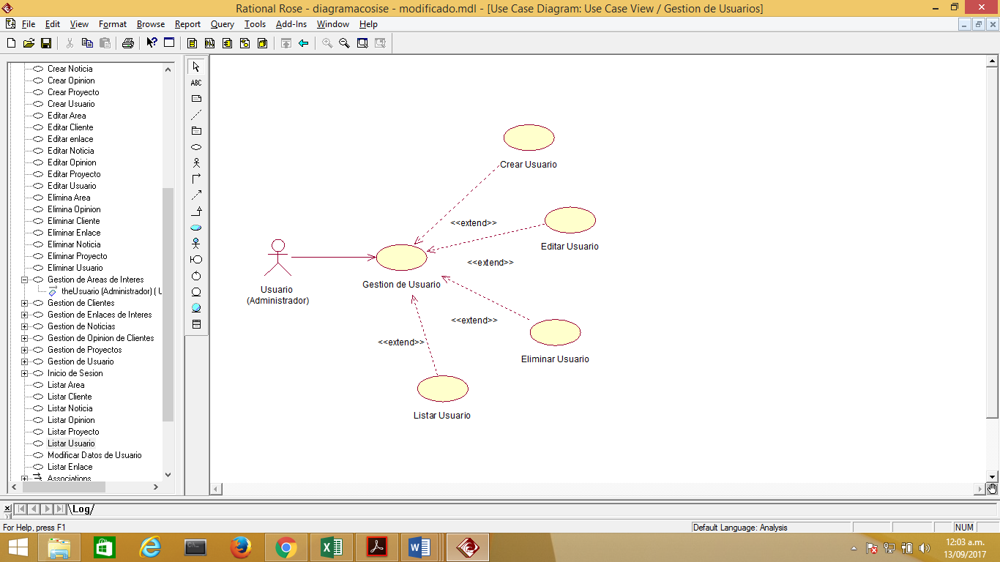 Rational Rose - diagramacosise - modificado.mdl - [Use Case Diagram: Use Case View / Gestion de Usuarios]
File Edit View Format Browse Report Query Tools Add-Ins Window Help
ABC
Crear Noticia
Crear Opinion
Crear Proyecto
Crear Usuario
Editar Area
Editar Cliente
Editar enlace
Editar Noticia
Editar Opinion
Editar Proyecto
Editar Usuario
Elimina Area
Elimina Opinion
Eliminar Cliente
Eliminar Enlace
Eliminar Noticia
Eliminar Proyecto
Eliminar Usuario
Gestion de Areas de Interes
theUsuario (Administrador) ( U
Gestion de Clientes
Gestion de Enlaces de Interes
Gestion de Noticias
Gestion de Opinion de Clientes
Gestion de Proyectos
Gestion de Usuario
Inicio de Sesion
Listar Area
Listar Cliente
Listar Noticia
Listar Opinion
Listar Proyecto
Listar Usuario
Modificar Datos de Usuario
Listar Enlace
Associations
Crear Usuario
<<extend>>
Editar Usuario
<<extend>>
Gestion de Usuario
Usuario
(Administrador)
<<extend>>
<<extend>>
Eliminar Usuario
Listar Usuario
Log
For Help, press F1
Default Language: Analysis
NUM
12:03 a.m.
13/09/2017